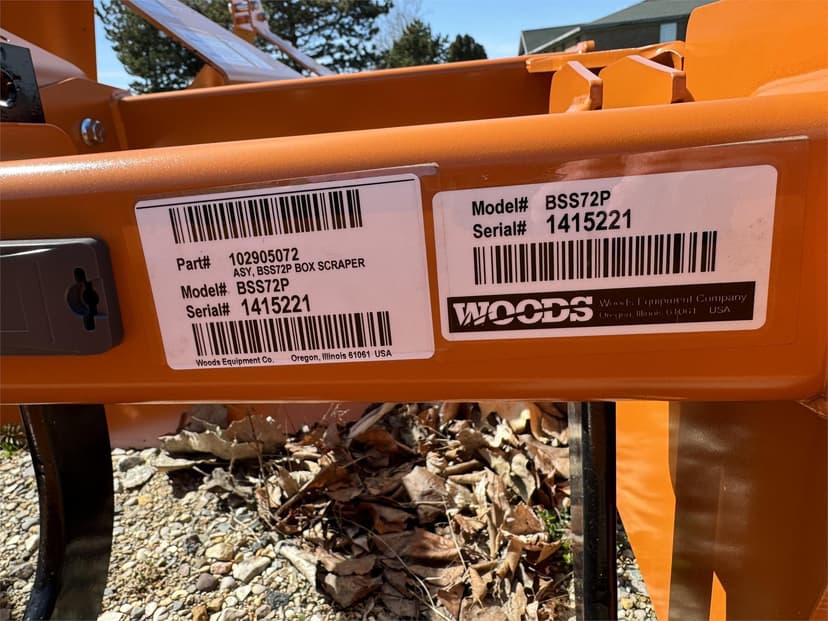 Part# 102905072
ASY, BSS72P BOX SCRAPER
Model# BSS72P
Serial# 1415221
Woods Equipment Co. Oregon, Illinois 61061 USA
Model# BSS72P
Serial# 1415221
WOODS
Woods Equipment Company
Oregon, Illinois 61061 USA